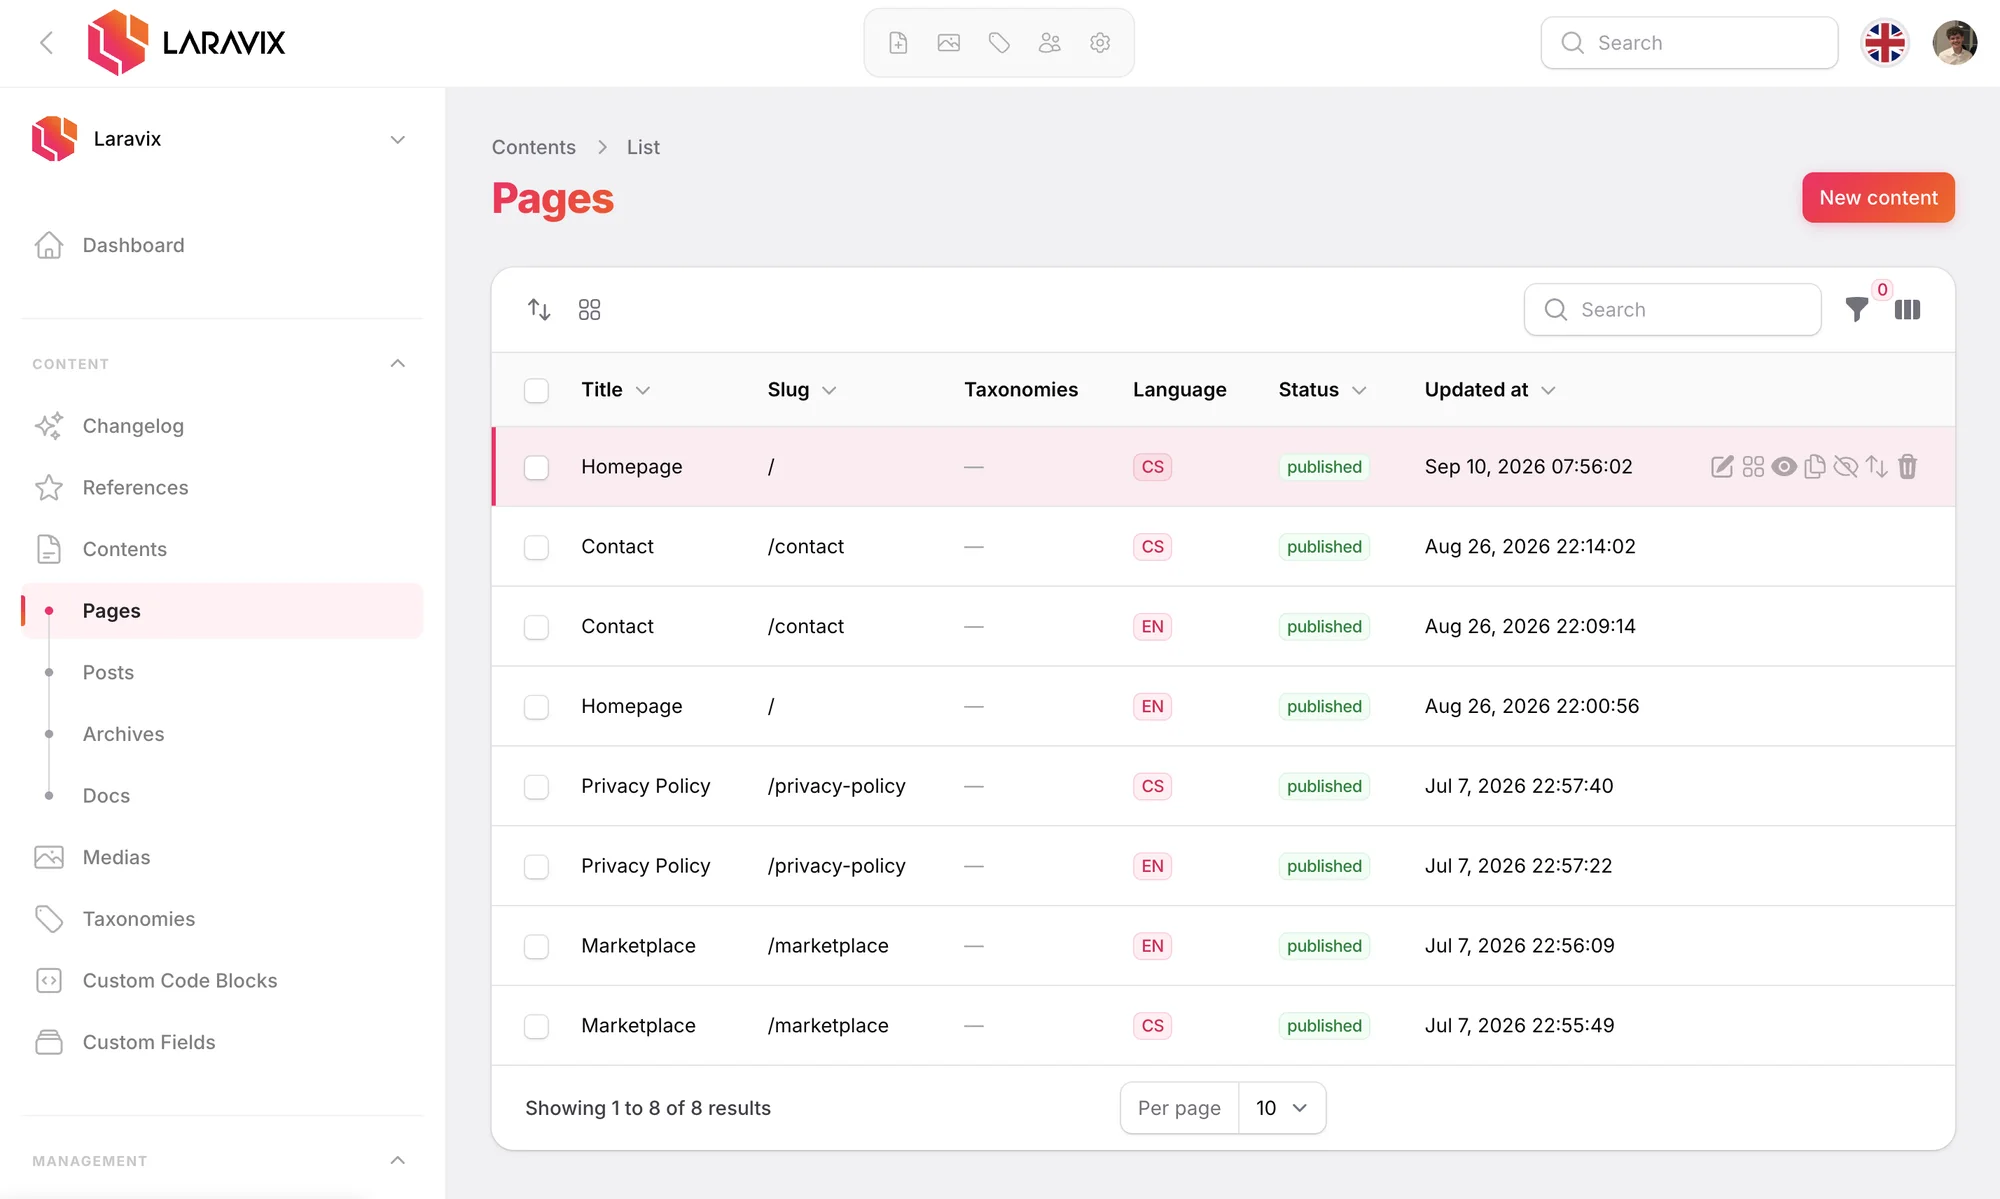 LARAVIX
Search
Laravix
Dashboard
CONTENT
Changelog
References
Contents
Pages
Posts
Archives
Docs
Medias
Taxonomies
Custom Code Blocks
Custom Fields
MANAGEMENT
Contents > List
Pages
New content
Search 0
Title Slug Taxonomies Language Status Updated at
Homepage / — CS published Sep 10, 2026 07:56:02
Contact /contact — CS published Aug 26, 2026 22:14:02
Contact /contact — EN published Aug 26, 2026 22:09:14
Homepage / — EN published Aug 26, 2026 22:00:56
Privacy Policy /privacy-policy — CS published Jul 7, 2026 22:57:40
Privacy Policy /privacy-policy — EN published Jul 7, 2026 22:57:22
Marketplace /marketplace — EN published Jul 7, 2026 22:56:09
Marketplace /marketplace — CS published Jul 7, 2026 22:55:49
Showing 1 to 8 of 8 results Per page 10